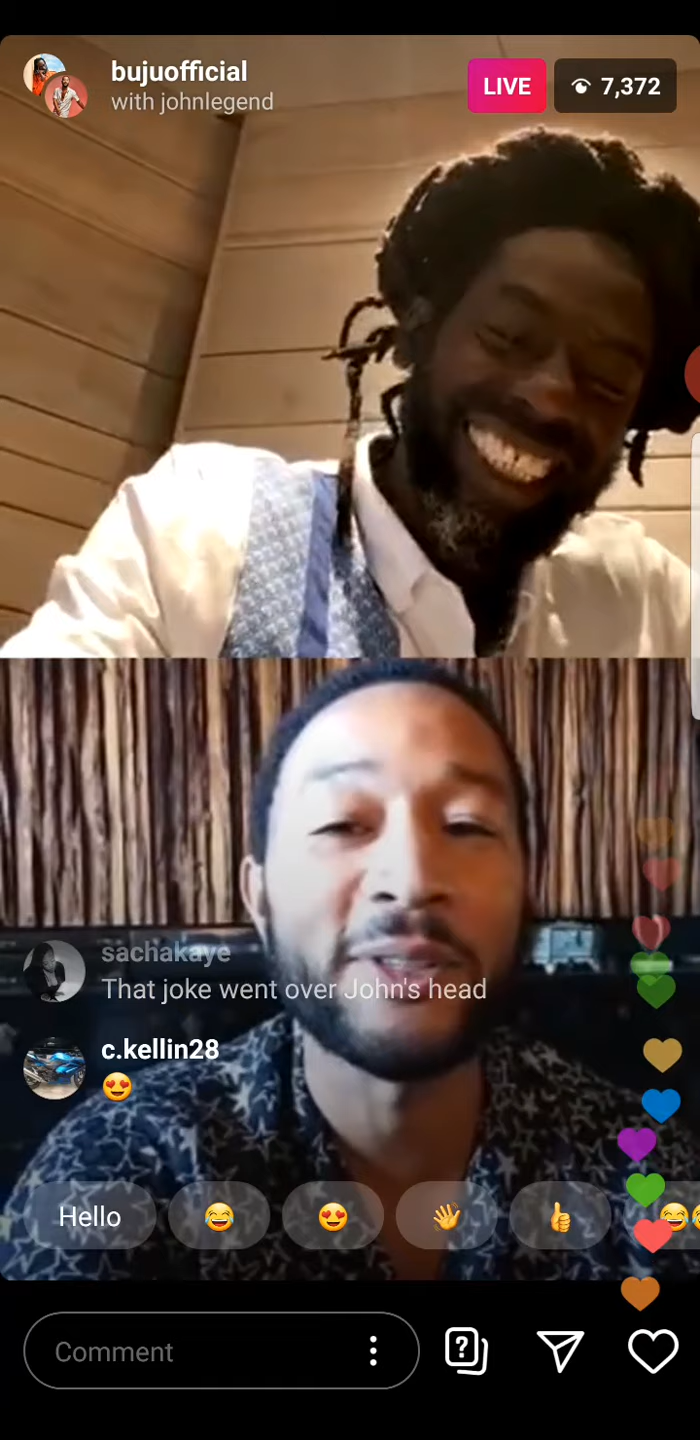 bujuofficial
with johnlegend
LIVE
7,372
sachakaye
That joke went over John's head
c.kellin28
😍
Hello 😂 😍 👋 👍 😂
Comment